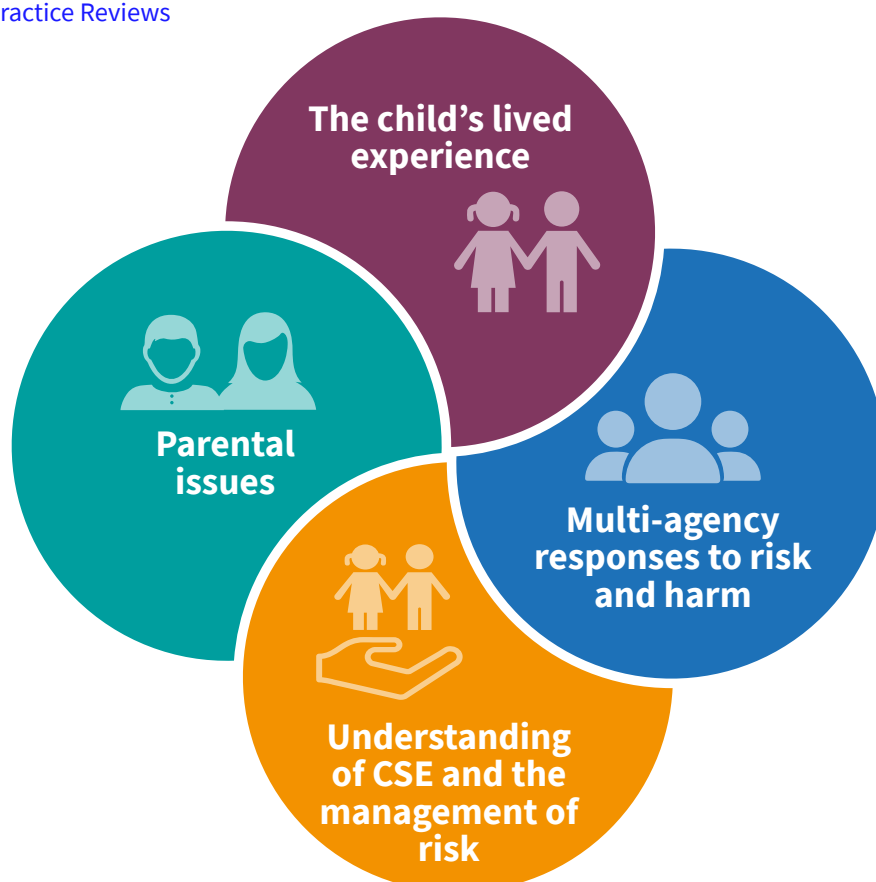 ractice Reviews
The child’s lived
experience
Parental
issues
Multi-agency
responses to risk
and harm
Understanding
of CSE and the
management of
risk